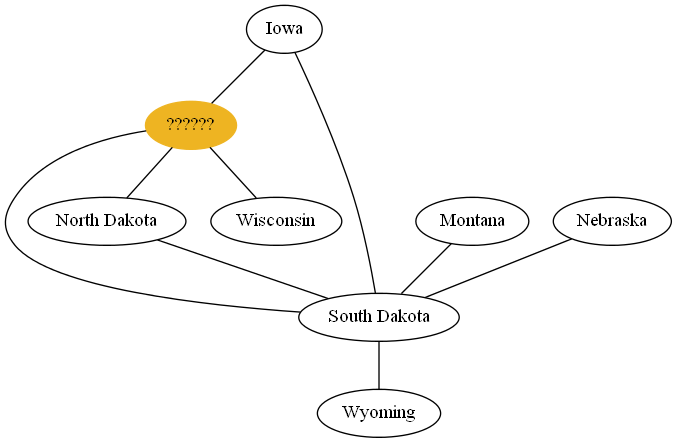 Iowa
??????
North Dakota
Wisconsin
Montana
Nebraska
South Dakota
Wyoming